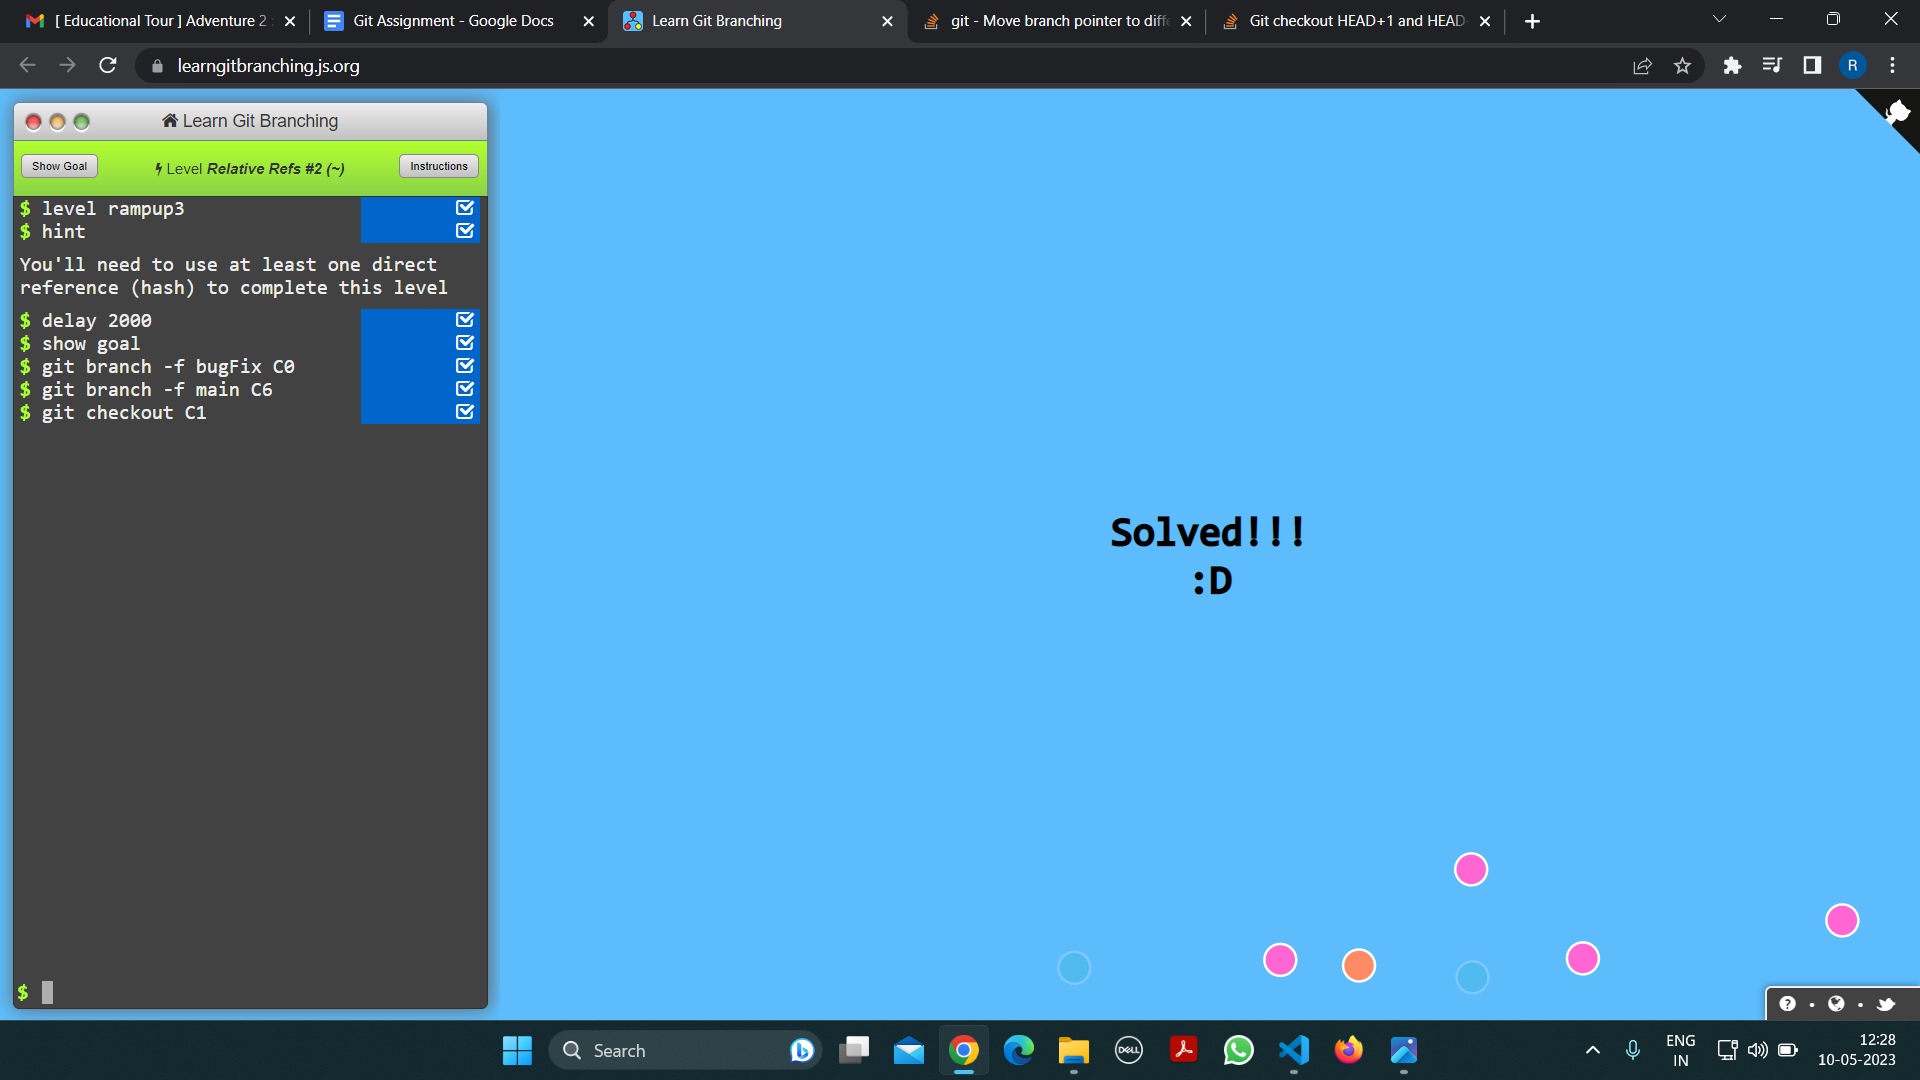 [ Educational Tour ] Adventure 2
Git Assignment - Google Docs
Learn Git Branching
git - Move branch pointer to diffe
Git checkout HEAD+1 and HEAD
learngitbranching.js.org
R
Learn Git Branching
Show Goal
Level Relative Refs #2 (~)
Instructions
$ level rampup3
$ hint
You'll need to use at least one direct
reference (hash) to complete this level
$ delay 2000
$ show goal
$ git branch -f bugFix C0
$ git branch -f main C6
$ git checkout C1
$
Solved!!!
:D
Search
DELL
ENG
IN
12:28
10-05-2023